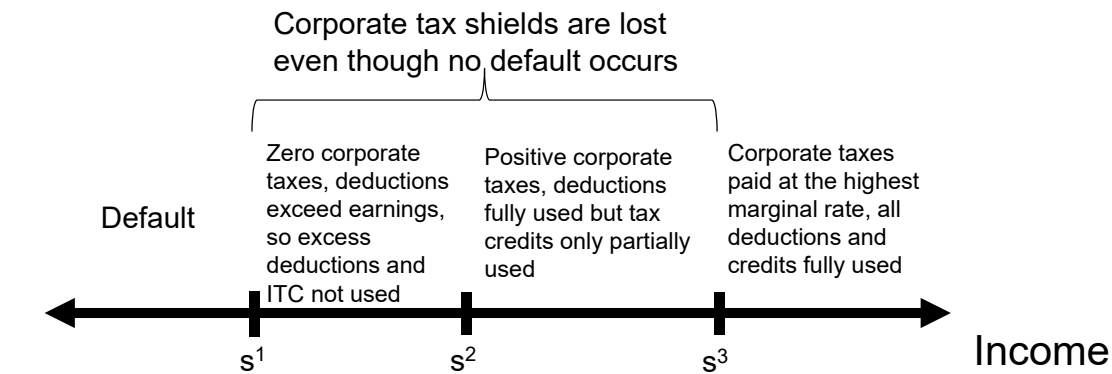 Corporate tax shields are lost
even though no default occurs
Default
Zero corporate
taxes, deductions
exceed earnings,
so excess
deductions and
ITC not used
Positive corporate
taxes, deductions
fully used but tax
credits only partially
used
Corporate taxes
paid at the highest
marginal rate, all
deductions and
credits fully used
s¹
s²
s³
Income